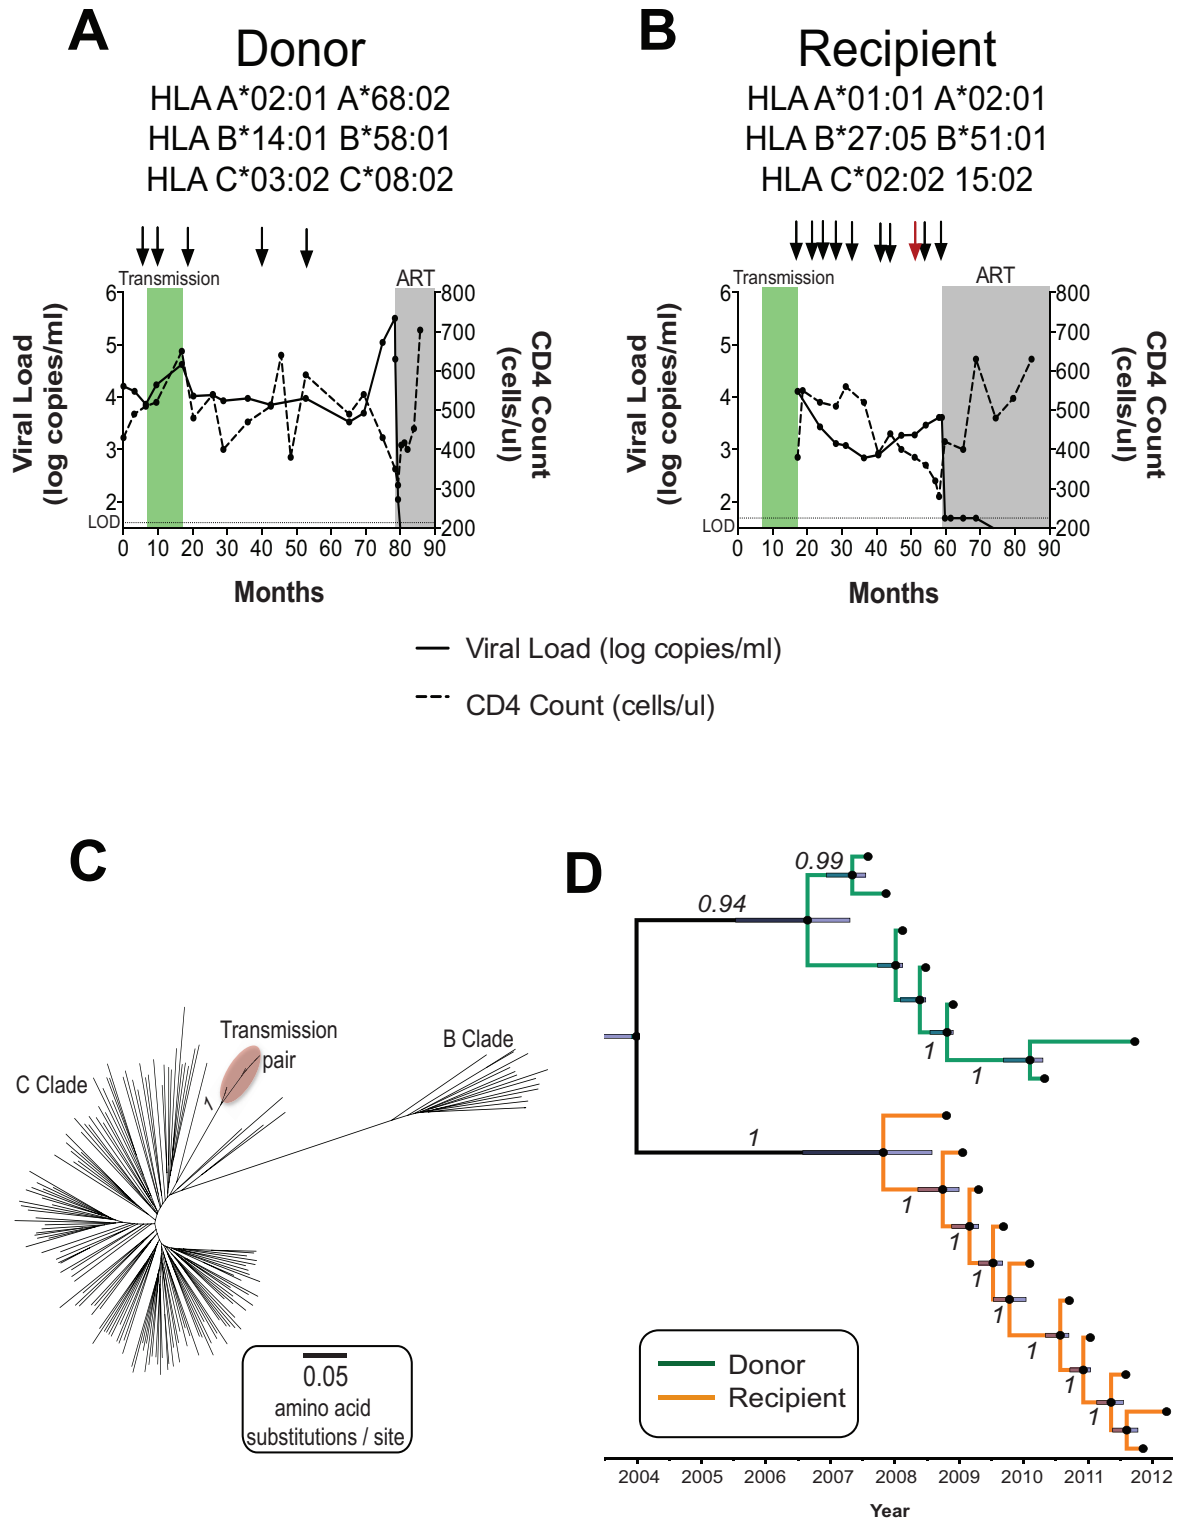 A
Donor
HLA A*02:01 A*68:02
HLA B*14:01 B*58:01
HLA C*03:02 C*08:02
Transmission
ART
6
5
4
3
2
LOD
Viral Load
(log copies/ml)
800
700
600
500
400
300
200
CD4 Count
(cells/ul)
0 10 20 30 40 50 60 70 80 90
Months
B
Recipient
HLA A*01:01 A*02:01
HLA B*27:05 B*51:01
HLA C*02:02 15:02
Transmission
ART
6
5
4
3
2
LOD
Viral Load
(log copies/ml)
800
700
600
500
400
300
200
CD4 Count
(cells/ul)
0 10 20 30 40 50 60 70 80 90
Months
Viral Load (log copies/ml)
CD4 Count (cells/ul)
C
Transmission
pair
B Clade
C Clade
1
0.05
amino acid
substitutions / site
D
0.99
0.94
1
1
1
1
1
1
1
1
1
1
Donor
Recipient
2004 2005 2006 2007 2008 2009 2010 2011 2012
Year